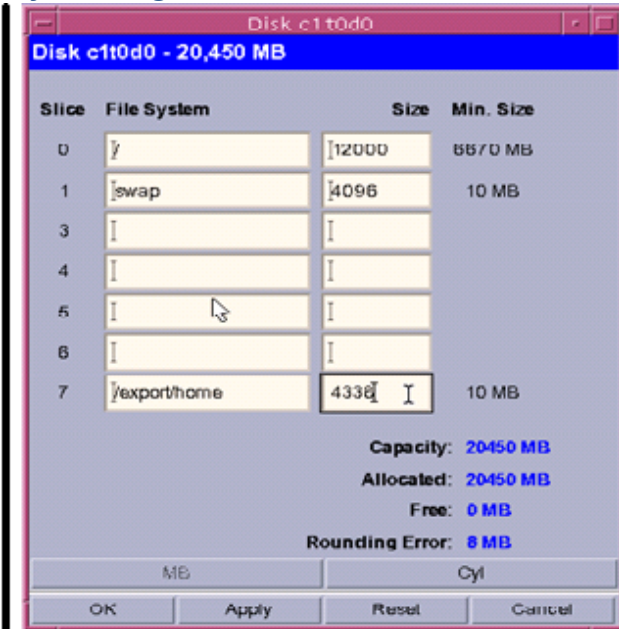 Disk c1t0d0
Disk c1t0d0 - 20,450 MB
Slice File System Size Min. Size
0 / 12000 6670 MB
1 swap 4096 10 MB
3
4
5
6
7 /export/home 4336 10 MB
Capacity: 20450 MB
Allocated: 20450 MB
Free: 0 MB
Rounding Error: 8 MB
MB Cyl
OK Apply Reset Cancel